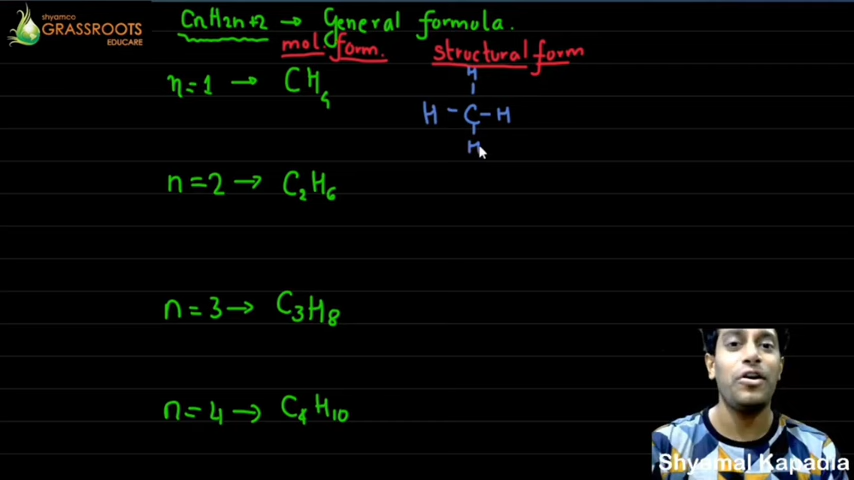 shyamco
GRASSROOTS
EDUCARE
CnH2n+2 → General formula.
mol. form. structural form
n=1 → CH4
H
H - C - H
H
n=2 → C2H6
n=3 → C3H8
n=4 → C4H10
Shyamal Kapadia